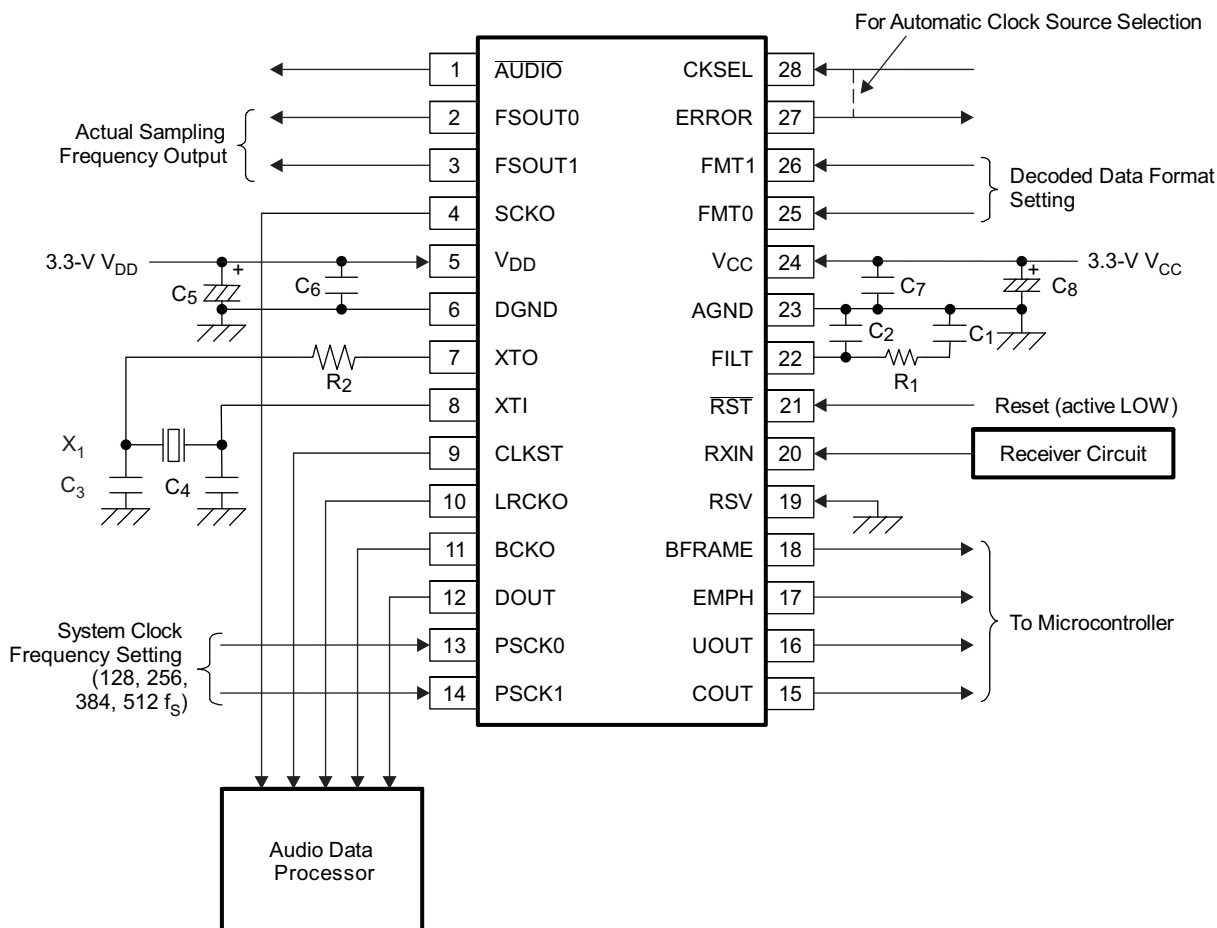 For Automatic Clock Source Selection
1 AUDIO CKSEL 28
Actual Sampling
Frequency Output
2 FSOUT0 ERROR 27
3 FSOUT1 FMT1 26
Decoded Data Format
Setting
4 SCKO FMT0 25
3.3-V VDD
5 VDD VCC 24
3.3-V VCC
C5 + C6
C7 + C8
6 DGND AGND 23
C2 C1
7 XTO FILT 22
R2
R1
8 XTI RST 21
Reset (active LOW)
X1
9 CLKST RXIN 20
Receiver Circuit
C3 C4
10 LRCKO RSV 19
11 BCKO BFRAME 18
12 DOUT EMPH 17
To Microcontroller
System Clock
Frequency Setting
(128, 256,
384, 512 fS)
13 PSCK0 UOUT 16
14 PSCK1 COUT 15
Audio Data
Processor